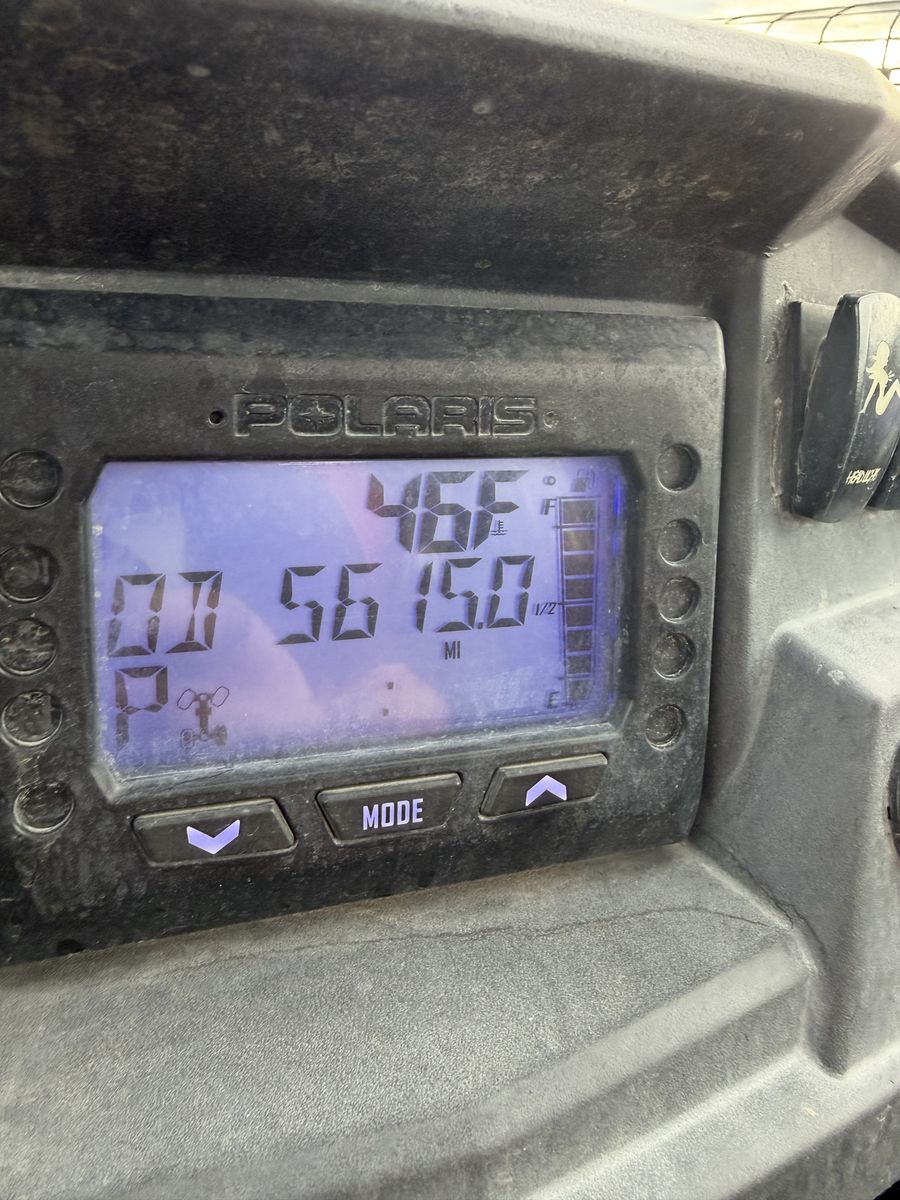 POLARIS
46F
F
OD 5615.0
1/2
MI
P
:
E
MODE